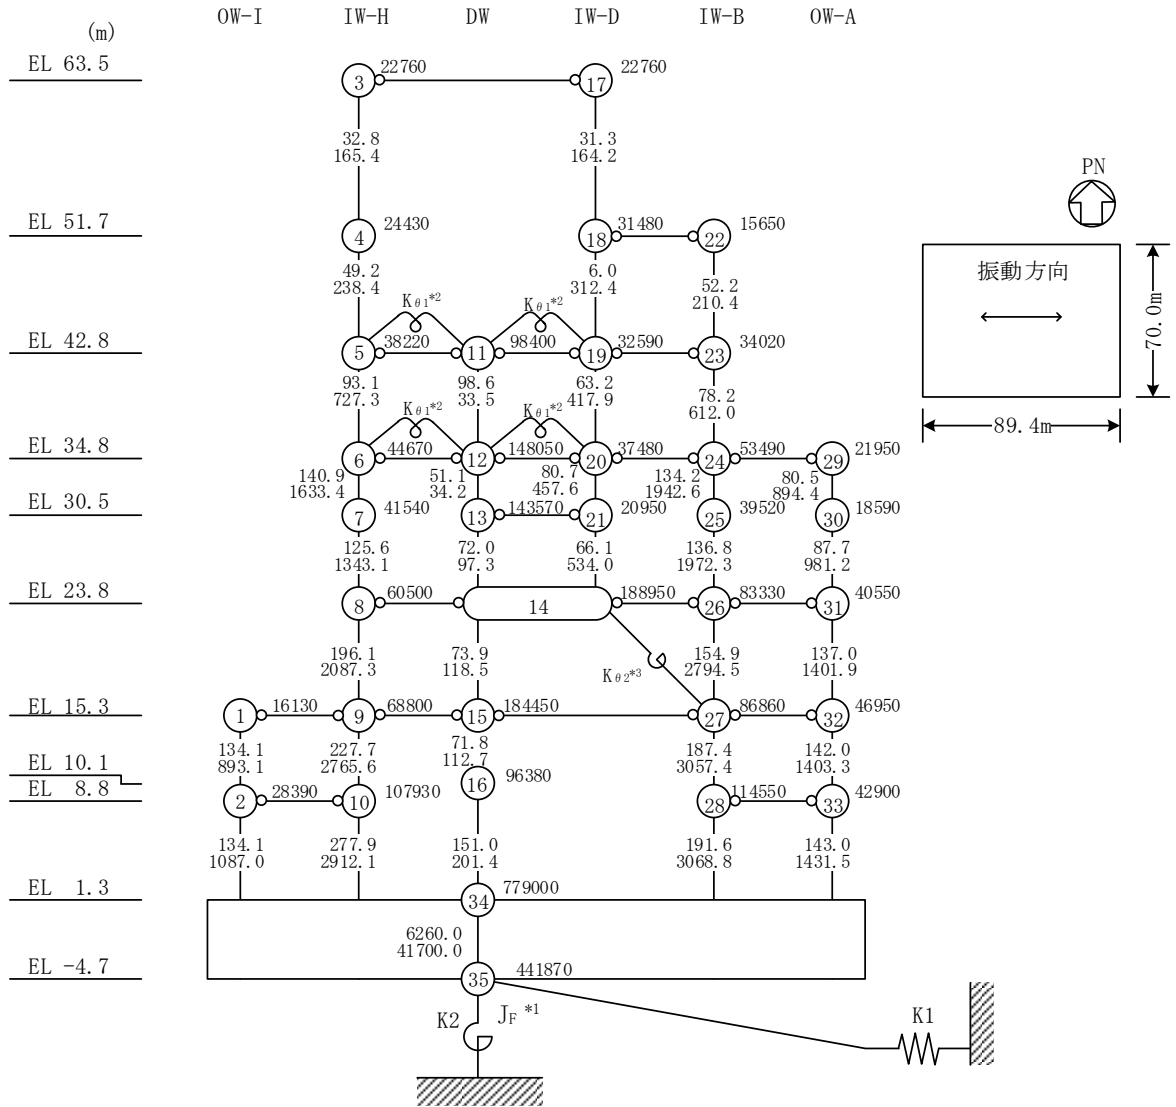 OW-I IW-H DW IW-D IW-B OW-A
(m)
EL 63.5
3 22760 17 22760
32.8 31.3
165.4 164.2
PN
EL 51.7
4 24430 18 31480 22 15650
49.2 6.0 52.2
238.4 312.4 210.4
振動方向
70.0m
89.4m
Kθ1*2 Kθ1*2
EL 42.8
5 38220 11 98400 19 32590 23 34020
93.1 98.6 63.2 78.2
727.3 33.5 417.9 612.0
Kθ1*2 Kθ1*2
EL 34.8
6 44670 12 148050 20 37480 24 53490 29 21950
140.9 51.1 80.7 134.2 80.5
1633.4 34.2 457.6 1942.6 894.4
EL 30.5
7 41540 13 143570 21 20950 25 39520 30 18590
125.6 72.0 66.1 136.8 87.7
1343.1 97.3 534.0 1972.3 981.2
EL 23.8
8 60500 14 188950 26 83330 31 40550
196.1 73.9 154.9 137.0
2087.3 118.5 2794.5 1401.9
Kθ2*3
EL 15.3
1 16130 9 68800 15 184450 27 86860 32 46950
134.1 227.7 71.8 187.4 142.0
893.1 2765.6 112.7 3057.4 1403.3
EL 10.1
16 96380
EL 8.8
2 28390 10 107930 28 114550 33 42900
134.1 277.9 151.0 191.6 143.0
1087.0 2912.1 201.4 3068.8 1431.5
EL 1.3
34 779000
6260.0
41700.0
EL -4.7
35 441870
K2 JF *1 K1